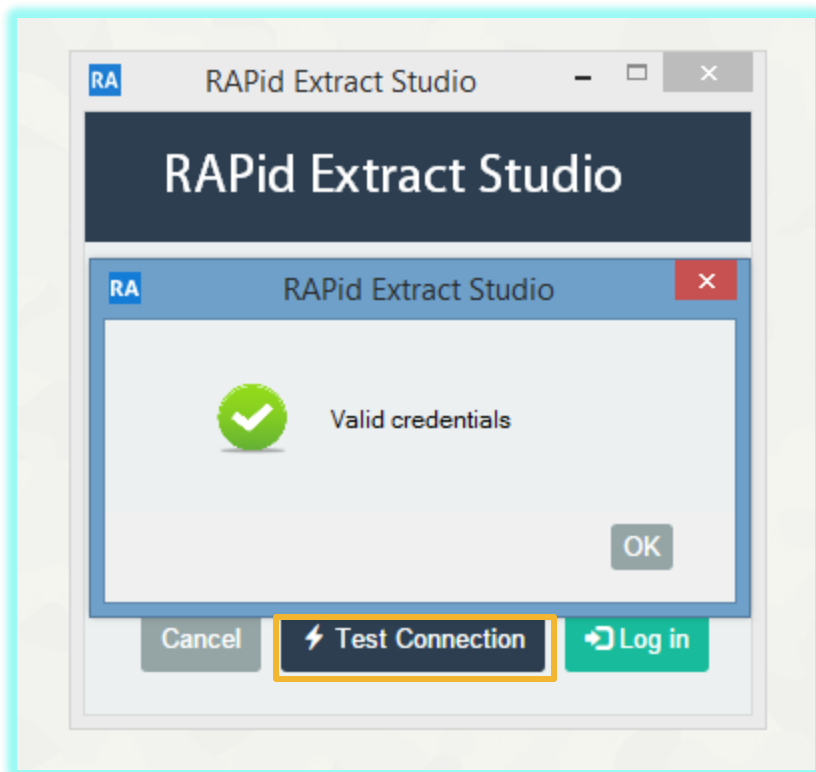 RA RAPid Extract Studio
RAPid Extract Studio
RA RAPid Extract Studio
Valid credentials
OK
Cancel Test Connection Log in